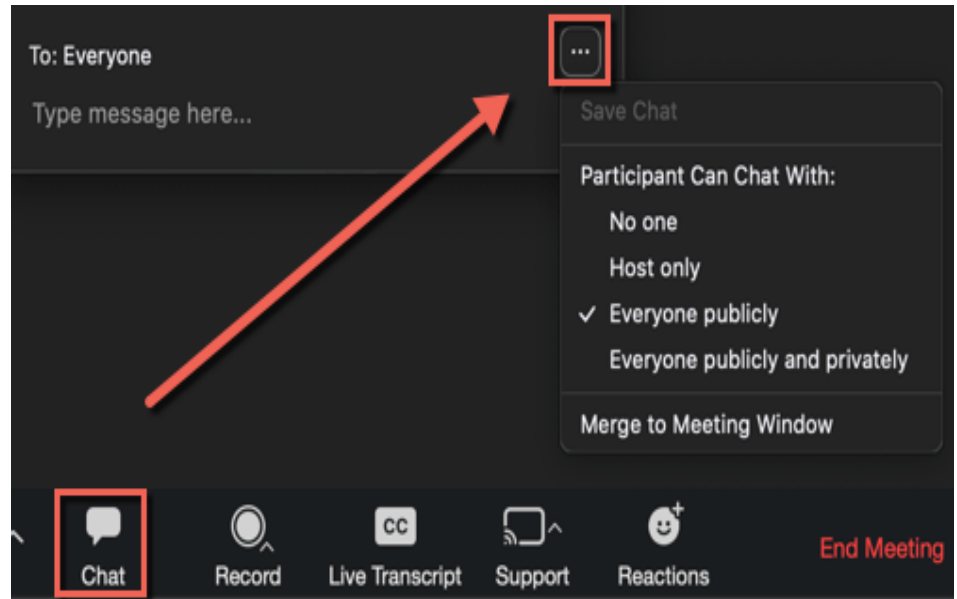 To: Everyone
...
Type message here...
Save Chat
Participant Can Chat With:
No one
Host only
✓ Everyone publicly
Everyone publicly and privately
Merge to Meeting Window
Chat
Record
CC
Live Transcript
Support
Reactions
End Meeting